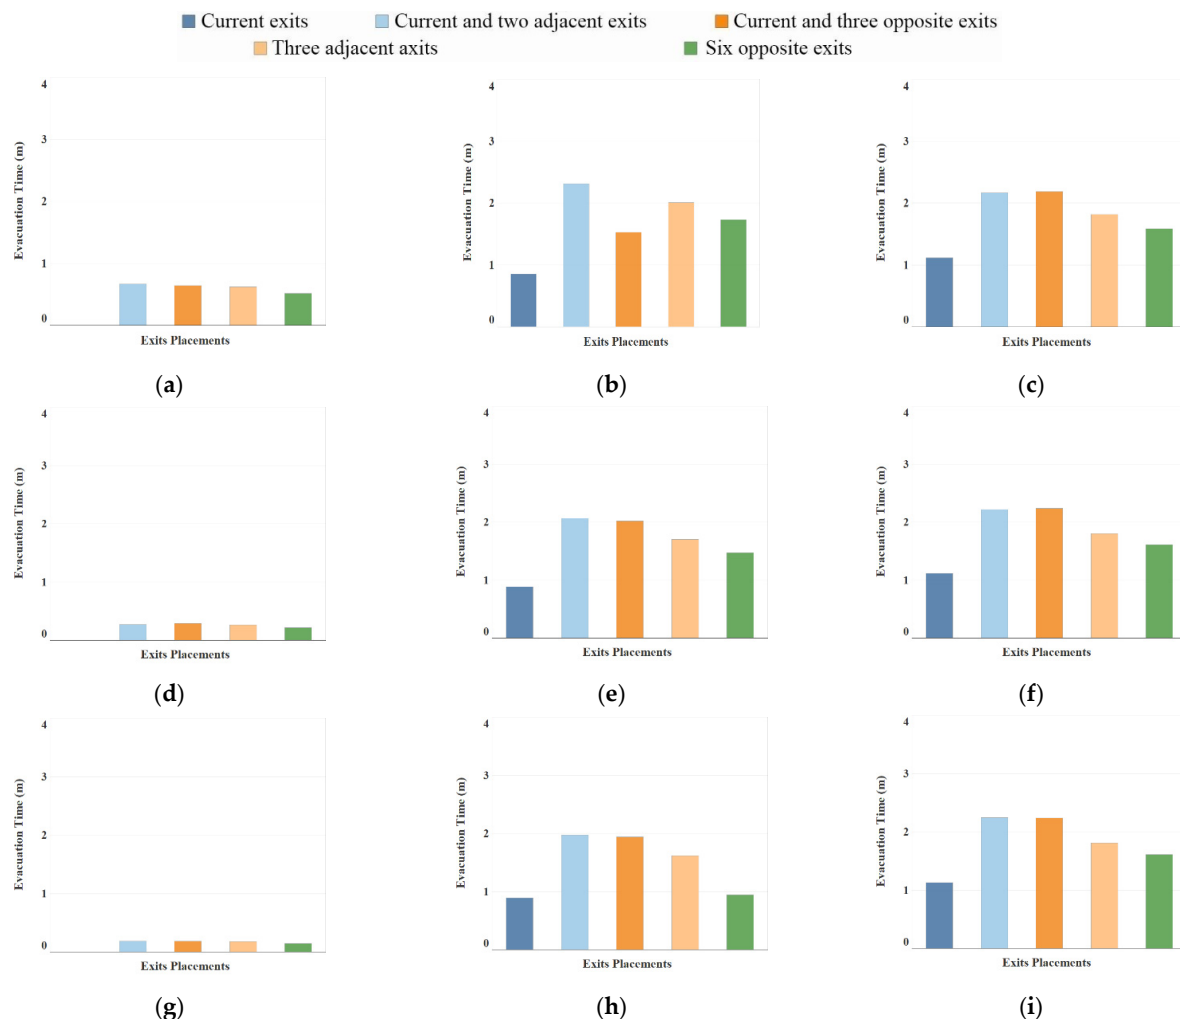 Current exits Current and two adjacent exits Current and three opposite exits
Three adjacent axits Six opposite exits
4
3
2
1
0
Evacuation Time (m)
Exits Placements
(a)
4
3
2
1
0
Evacuation Time (m)
Exits Placements
(b)
4
3
2
1
0
Evacuation Time (m)
Exits Placements
(c)
4
3
2
1
0
Evacuation Time (m)
Exits Placements
(d)
4
3
2
1
0
Evacuation Time (m)
Exits Placements
(e)
4
3
2
1
0
Evacuation Time (m)
Exits Placements
(f)
4
3
2
1
0
Evacuation Time (m)
Exits Placements
(g)
4
3
2
1
0
Evacuation Time (m)
Exits Placements
(h)
4
3
2
1
0
Evacuation Time (m)
Exits Placements
(i)